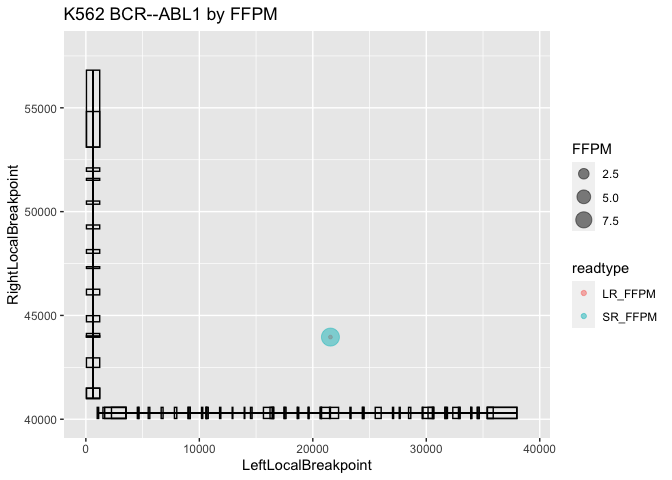 K562 BCR--ABL1 by FFPM
RightLocalBreakpoint
55000
50000
45000
40000
0
10000
20000
30000
40000
LeftLocalBreakpoint
FFPM
2.5
5.0
7.5
readtype
LR_FFPM
SR_FFPM